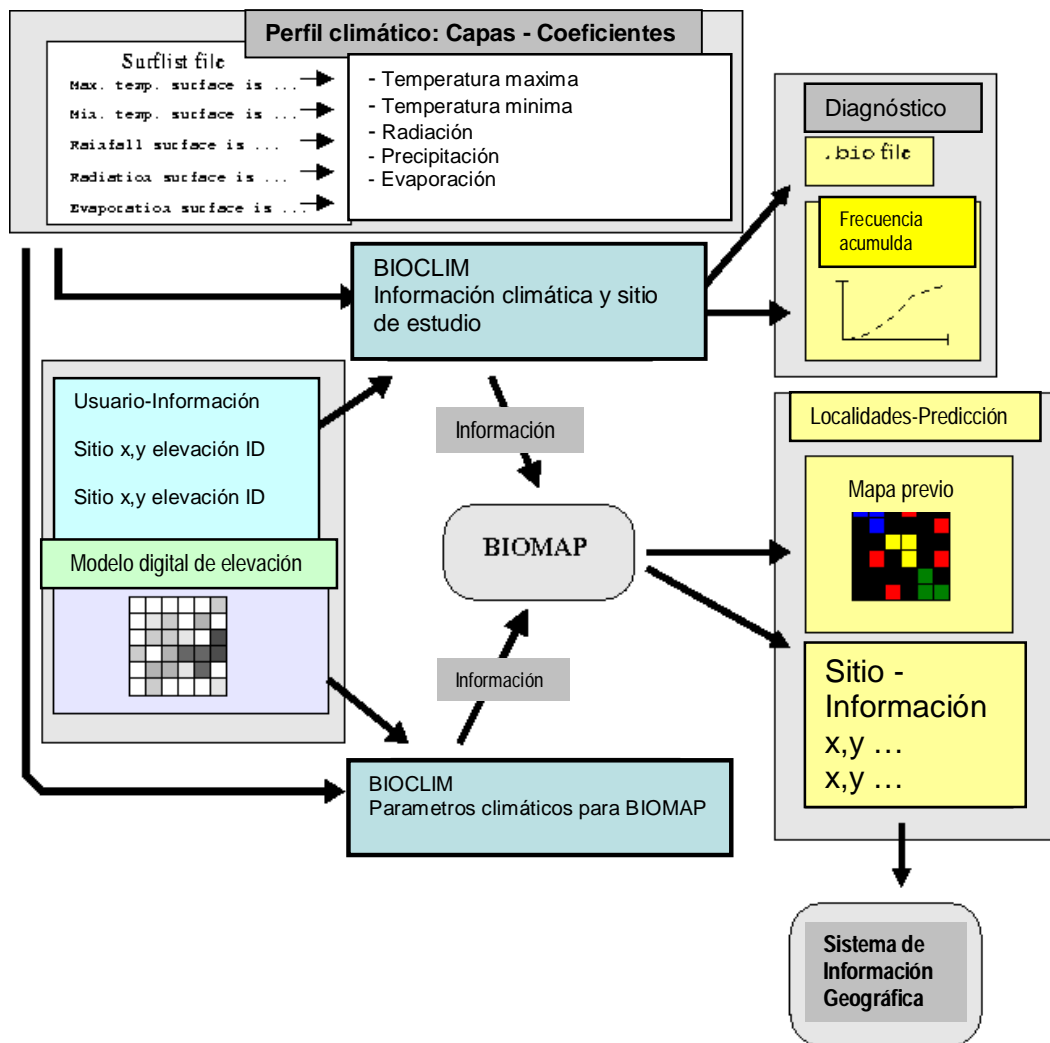 Perfil climático: Capas - Coeficientes
Surflist file
Max. temp. surface is ...
Min. temp. surface is ...
Rainfall surface is ...
Radiation surface is ...
Evaporation surface is ...
- Temperatura maxima
- Temperatura minima
- Radiación
- Precipitación
- Evaporación
Diagnóstico
.bio file
Frecuencia
acumulda
BIOCLIM
Información climática y sitio
de estudio
Usuario-Información
Sitio x,y elevación ID
Sitio x,y elevación ID
Modelo digital de elevación
Información
BIOMAP
Información
BIOCLIM
Parametros climáticos para BIOMAP
Localidades-Predicción
Mapa previo
Sitio -
Información
x,y ...
x,y ...
Sistema de
Información
Geográfica